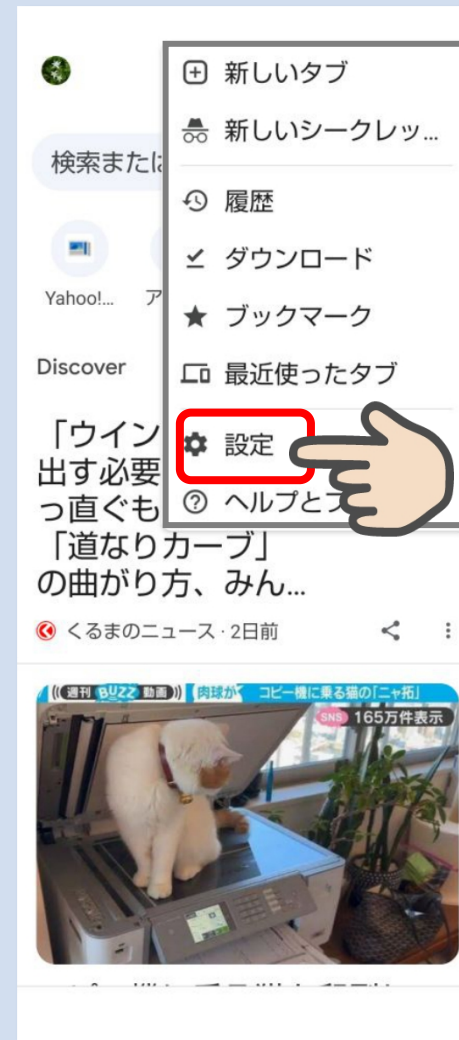 新しいタブ
新しいシークレッ...
検索または
履歴
ダウンロード
Yahoo!...
ア
ブックマーク
Discover
最近使ったタブ
「ウイン
設定
出す必要
ヘルプとフ
っ直ぐも
「道なりカーブ」
の曲がり方、みん...
くるまのニュース · 2日前
((週刊BUZZ動画)) 肉球が コピー機に乗る猫の「ニャ拓」
SNS 165万件表示